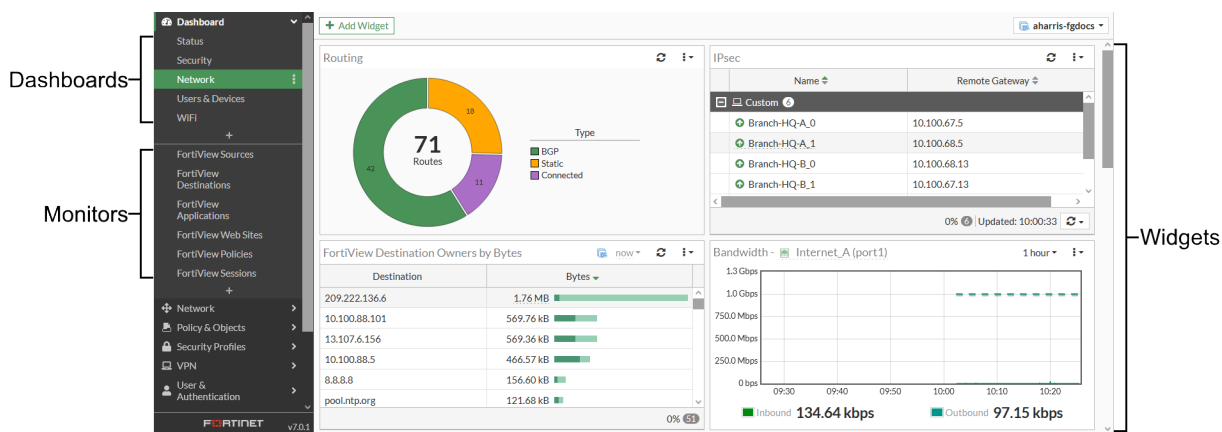 Dashboards
Monitors
Widgets
Dashboard
Status
Security
Network
Users & Devices
WiFi
+
FortiView Sources
FortiView
Destinations
FortiView
Applications
FortiView Web Sites
FortiView Policies
FortiView Sessions
+
Network
Policy & Objects
Security Profiles
VPN
User &
Authentication
FORTINET v7.0.1
+ Add Widget
aharris-fgdocs
Routing
71
Routes
18
11
42
Type
BGP
Static
Connected
IPsec
Name Remote Gateway
Custom 6
Branch-HQ-A_0 10.100.67.5
Branch-HQ-A_1 10.100.68.5
Branch-HQ-B_0 10.100.68.13
Branch-HQ-B_1 10.100.67.13
0% 6 Updated: 10:00:33
FortiView Destination Owners by Bytes now
Destination Bytes
209.222.136.6 1.76 MB
10.100.88.101 569.76 kB
13.107.6.156 569.36 kB
10.100.88.5 466.57 kB
8.8.8.8 156.60 kB
pool.ntp.org 121.68 kB
0% 51
Bandwidth - Internet_A (port1) 1 hour
1.3 Gbps
1.0 Gbps
750.0 Mbps
500.0 Mbps
250.0 Mbps
0 bps
09:30 09:40 09:50 10:00 10:10 10:20
Inbound 134.64 kbps Outbound 97.15 kbps